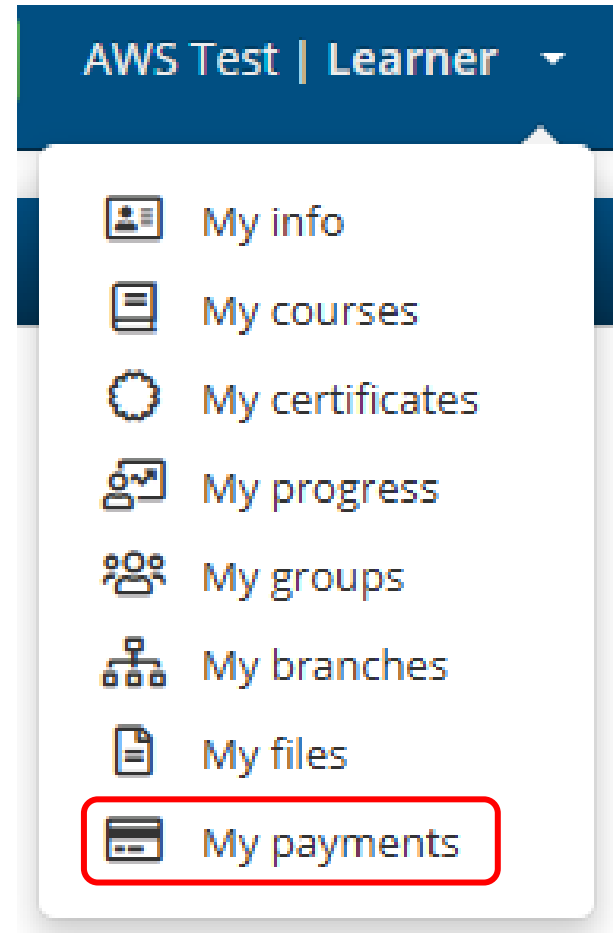 AWS Test | Learner
My info
My courses
My certificates
My progress
My groups
My branches
My files
My payments